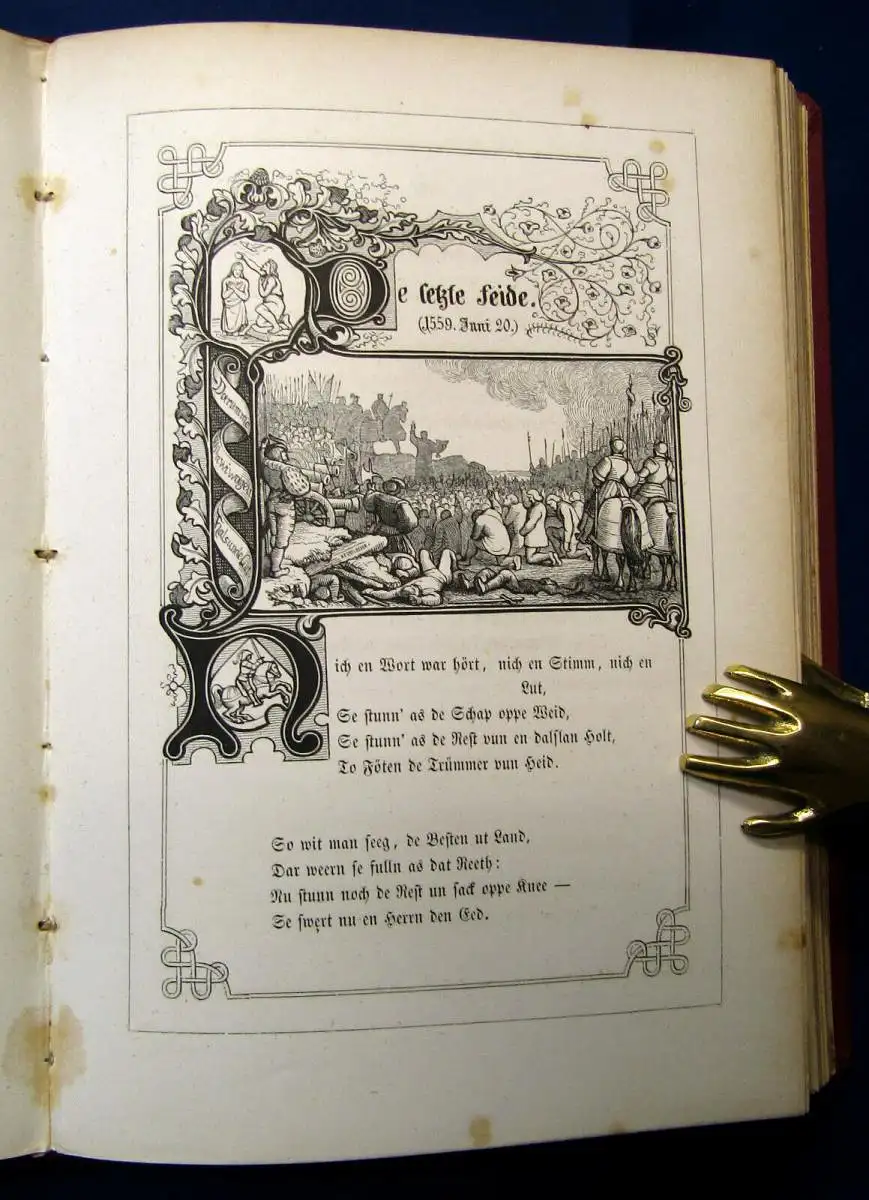 De letzte Feide.
(1559. Juni 20.)
Nich en Wort war hört, nich en Stimm, nich en
Lut,
Se stunn' as de Schap oppe Weid,
Se stunn' as de Rest vun en dalslan Holt,
To Föten de Trümmer vun Heid.
So wit man seeg, de Besten ut Land,
Dar weern se fulln as dat Reeth:
Nu stunn noch de Rest un sack oppe Knee —
Se swęrt nu en Herrn den Eed.